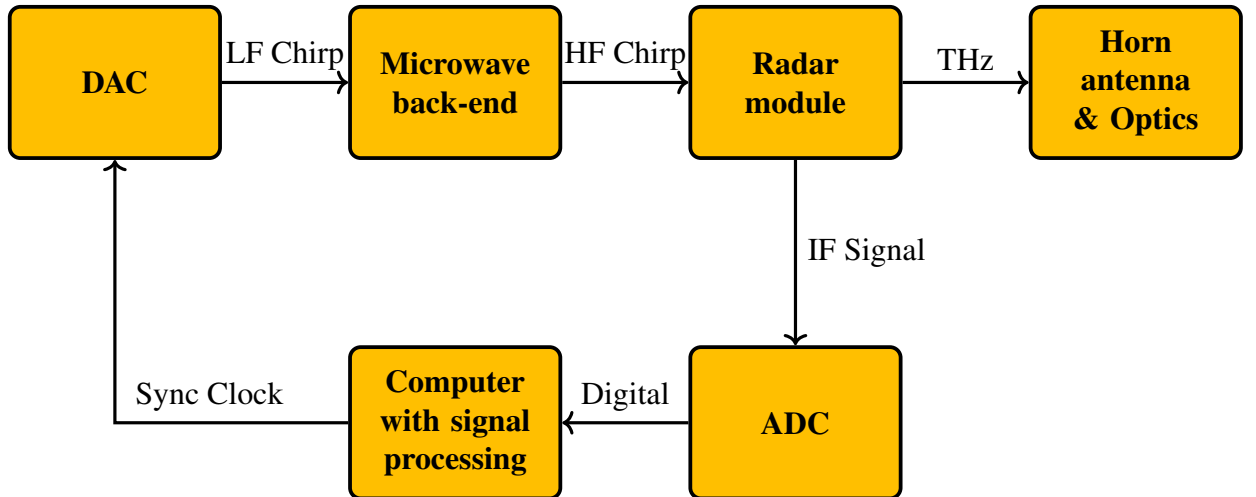 DAC
LF Chirp
Microwave
back-end
HF Chirp
Radar
module
THz
Horn
antenna
& Optics
IF Signal
Sync Clock
Computer
with signal
processing
Digital
ADC